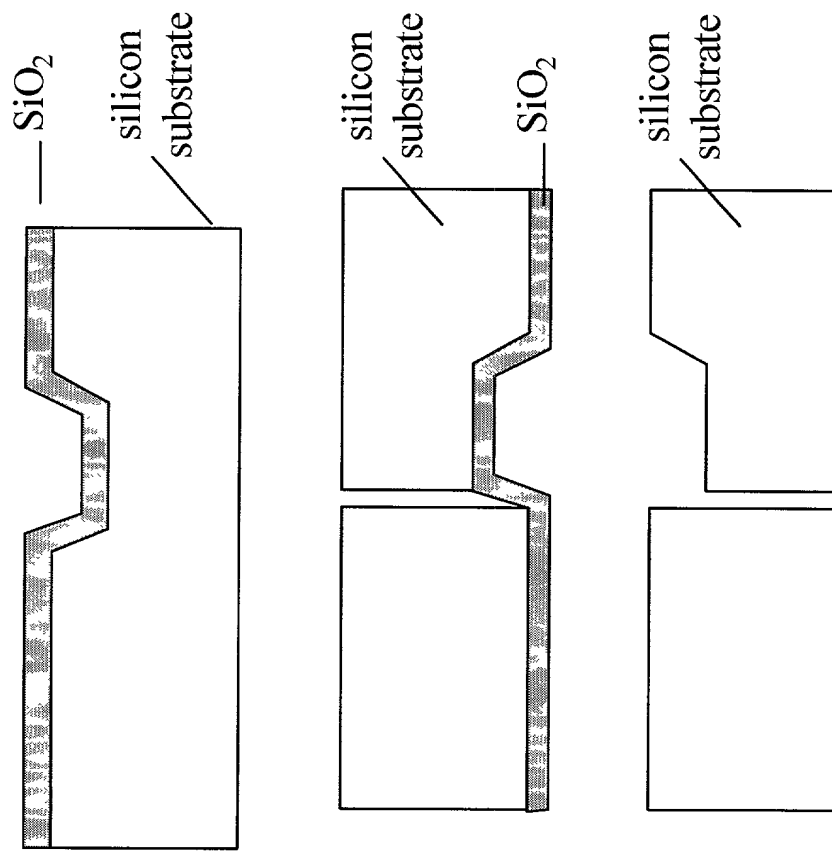 SiO₂
silicon
substrate
silicon
substrate
SiO₂
silicon
substrate